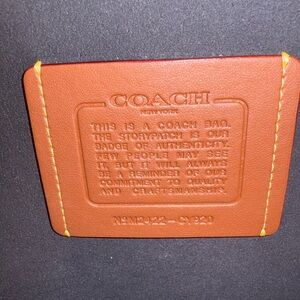 COACH
NEW YORK
THIS IS A COACH BAG.
THE STORYPATCH IS OUR
BADGE OF AUTHENTICITY.
FEW PEOPLE MAY SEE
IT, BUT IT WILL ALWAYS
BE A REMINDER OF OUR
COMMITMENT TO QUALITY
AND CRAFTSMANSHIP.